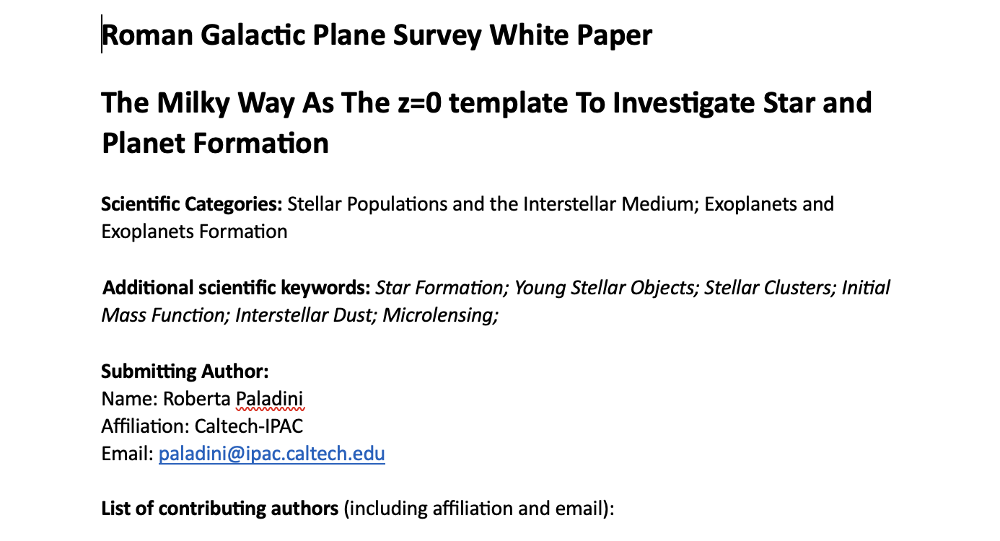 Roman Galactic Plane Survey White Paper
The Milky Way As The z=0 template To Investigate Star and
Planet Formation
Scientific Categories: Stellar Populations and the Interstellar Medium; Exoplanets and
Exoplanets Formation
Additional scientific keywords: Star Formation; Young Stellar Objects; Stellar Clusters; Initial
Mass Function; Interstellar Dust; Microlensing;
Submitting Author:
Name: Roberta Paladini
Affiliation: Caltech-IPAC
Email: paladini@ipac.caltech.edu
List of contributing authors (including affiliation and email):